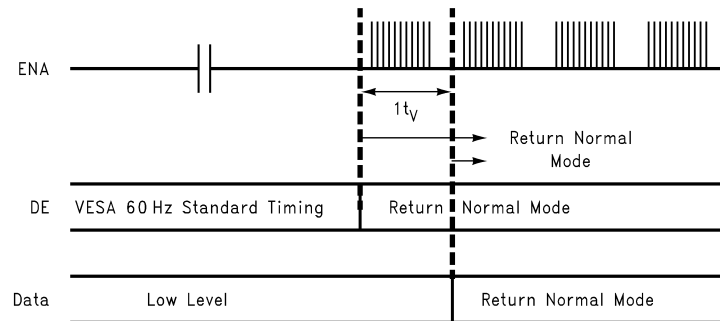 ENA
1tV
Return Normal
Mode
DE VESA 60 Hz Standard Timing Return Normal Mode
Data Low Level Return Normal Mode